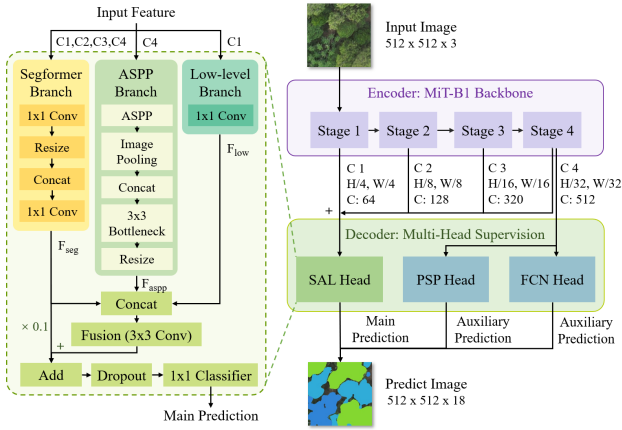 Input Feature
C1,C2,C3,C4
C4
C1
Segformer
Branch
1x1 Conv
Resize
Concat
1x1 Conv
F_seg
ASPP
Branch
ASPP
Image
Pooling
Concat
3x3
Bottleneck
Resize
F_aspp
Low-level
Branch
1x1 Conv
F_low
Concat
× 0.1
Fusion (3x3 Conv)
+
Add
Dropout
1x1 Classifier
Main Prediction
Input Image
512 x 512 x 3
Encoder: MiT-B1 Backbone
Stage 1
Stage 2
Stage 3
Stage 4
C 1
H/4, W/4
C: 64
C 2
H/8, W/8
C: 128
C 3
H/16, W/16
C: 320
C 4
H/32, W/32
C: 512
+
Decoder: Multi-Head Supervision
SAL Head
PSP Head
FCN Head
Main
Prediction
Auxiliary
Prediction
Auxiliary
Prediction
Predict Image
512 x 512 x 18